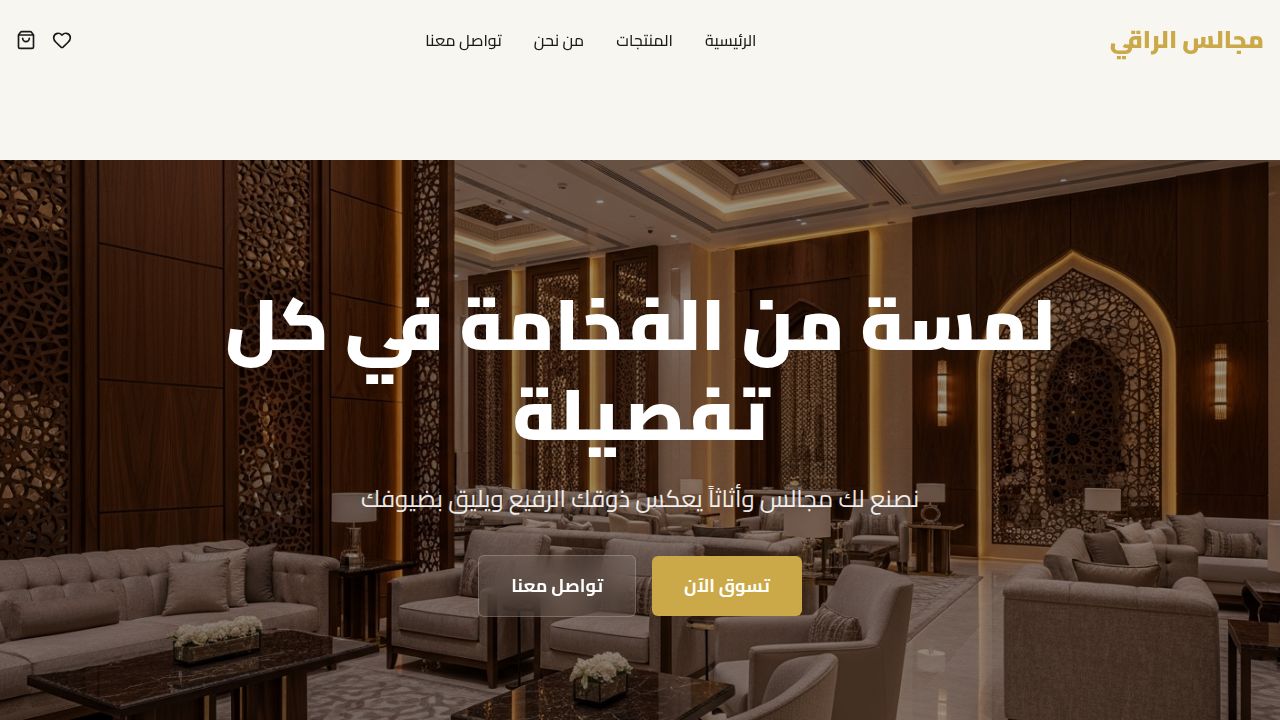 مجالس الراقي
الرئيسية
المنتجات
من نحن
تواصل معنا
لمسة من الفخامة في كل
تفصيلة
نصنع لك مجالس وأثاثاً يعكس ذوقك الرفيع ويليق بضيوفك
تسوق الآن
تواصل معنا